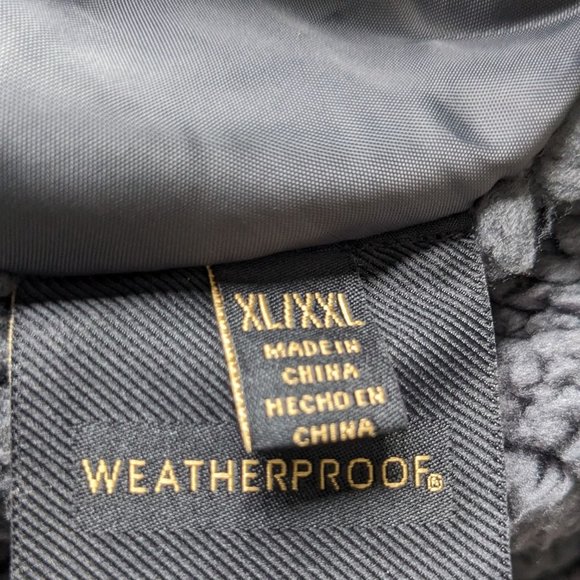 XL/XXL
MADE IN
CHINA
HECHO EN
CHINA
WEATHERPROOF®